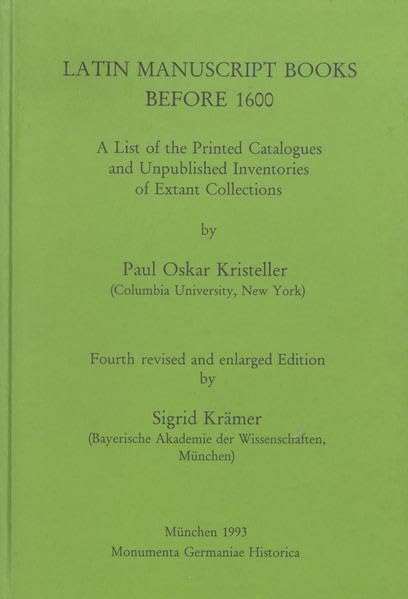 LATIN MANUSCRIPT BOOKS
BEFORE 1600
A List of the Printed Catalogues
and Unpublished Inventories
of Extant Collections
by
Paul Oskar Kristeller
(Columbia University, New York)
Fourth revised and enlarged Edition
by
Sigrid Krämer
(Bayerische Akademie der Wissenschaften,
München)
München 1993
Monumenta Germaniae Historica